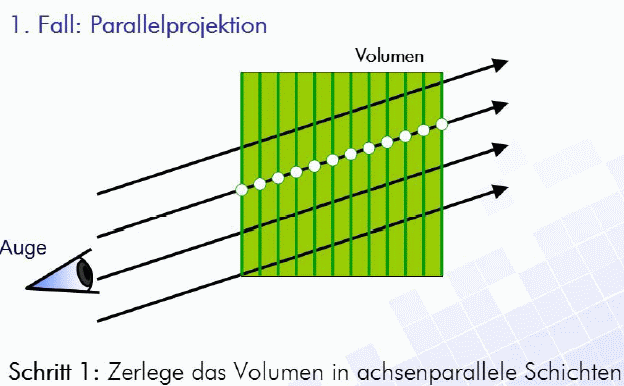 1. Fall: Parallelprojektion
Volumen
Auge
Schritt 1: Zerlege das Volumen in achsenparallele Schichten